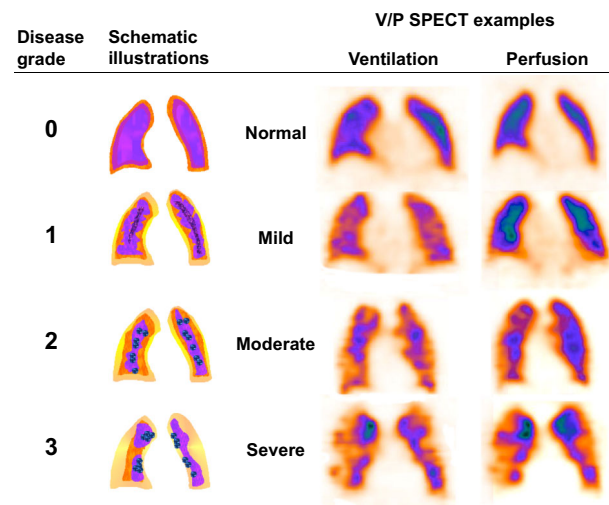 V/P SPECT examples
Disease grade
Schematic illustrations
Ventilation
Perfusion
0
Normal
1
Mild
2
Moderate
3
Severe